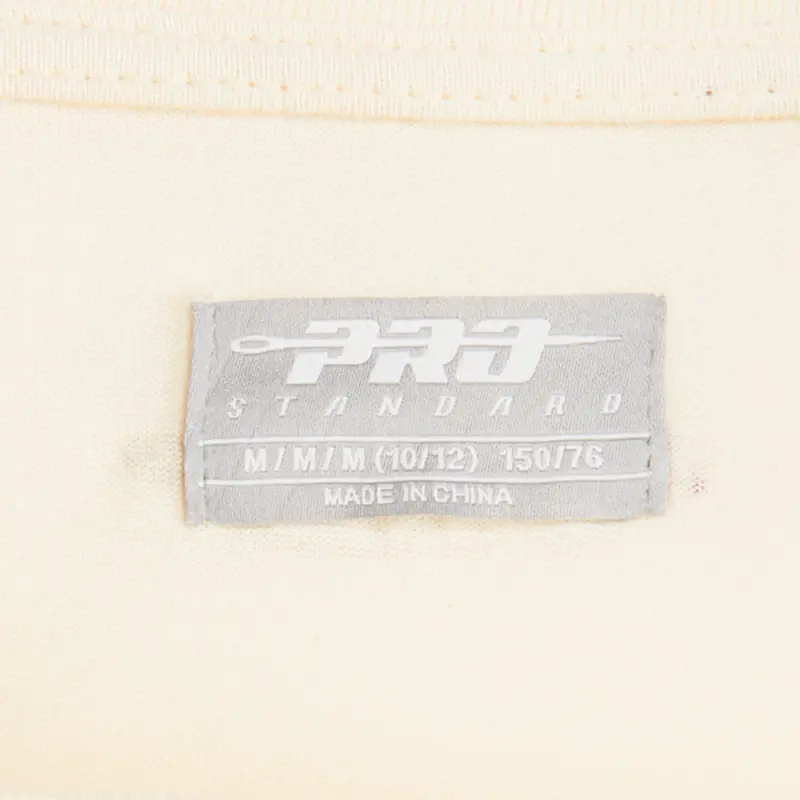 PRO
STANDARD
M/M/M (10/12) 150/76
MADE IN CHINA